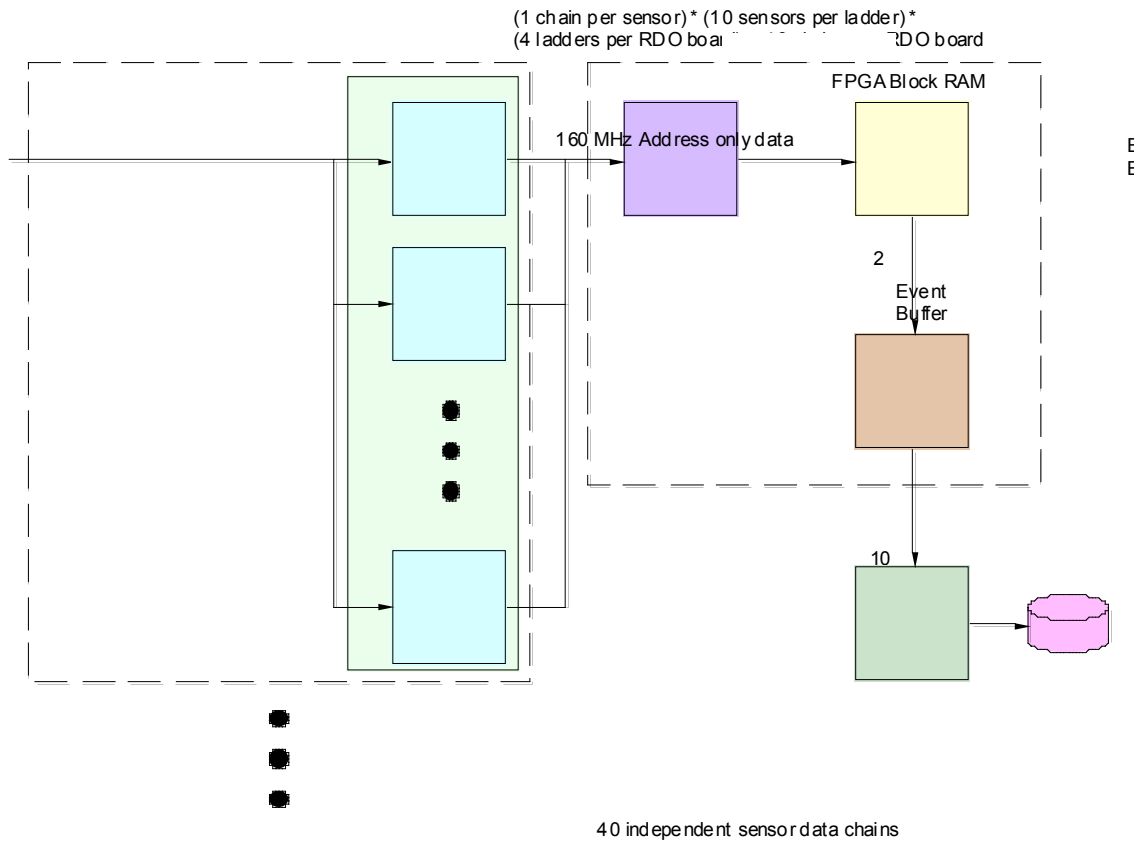 (1 chain per sensor) * (10 sensors per ladder) *
(4 ladders per RDO RDO board
FPGA Block RAM
160 MHz Address only data
2
Event
Buffer
10
40 independent sensor data chains